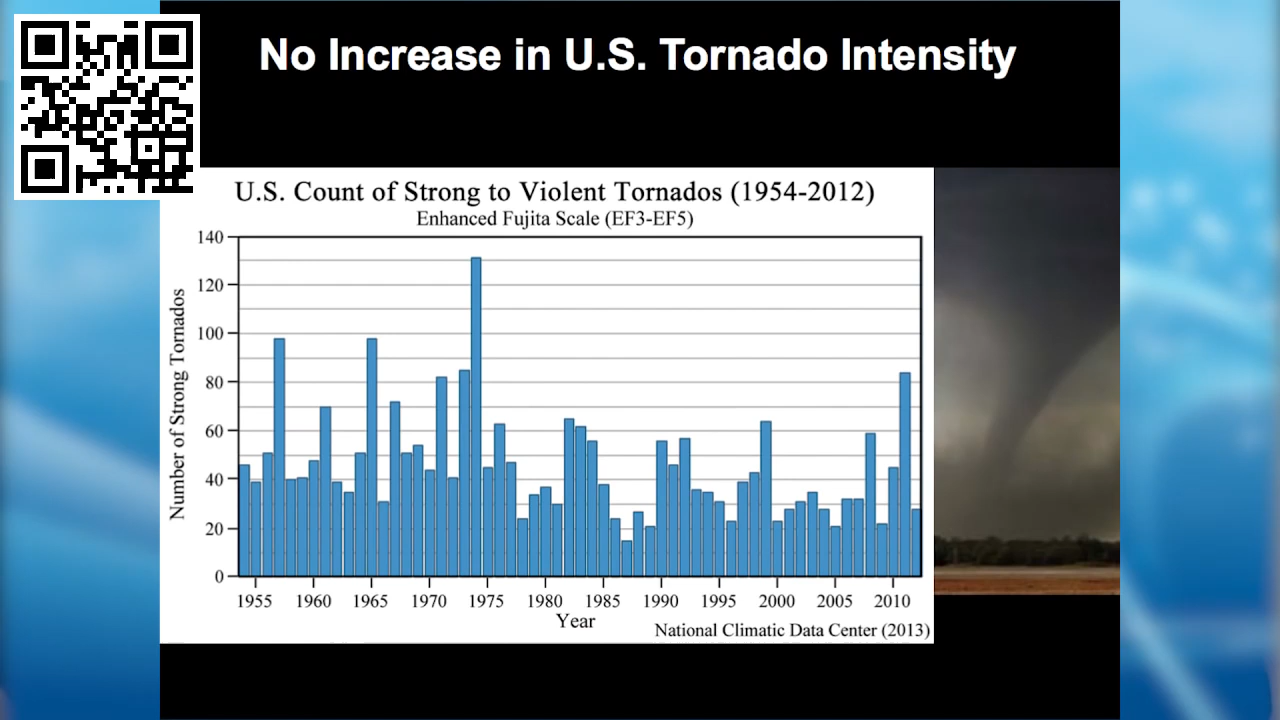 No Increase in U.S. Tornado Intensity
U.S. Count of Strong to Violent Tornados (1954-2012)
Enhanced Fujita Scale (EF3-EF5)
Number of Strong Tornados
140
120
100
80
60
40
20
0
1955 1960 1965 1970 1975 1980 1985 1990 1995 2000 2005 2010
Year
National Climatic Data Center (2013)